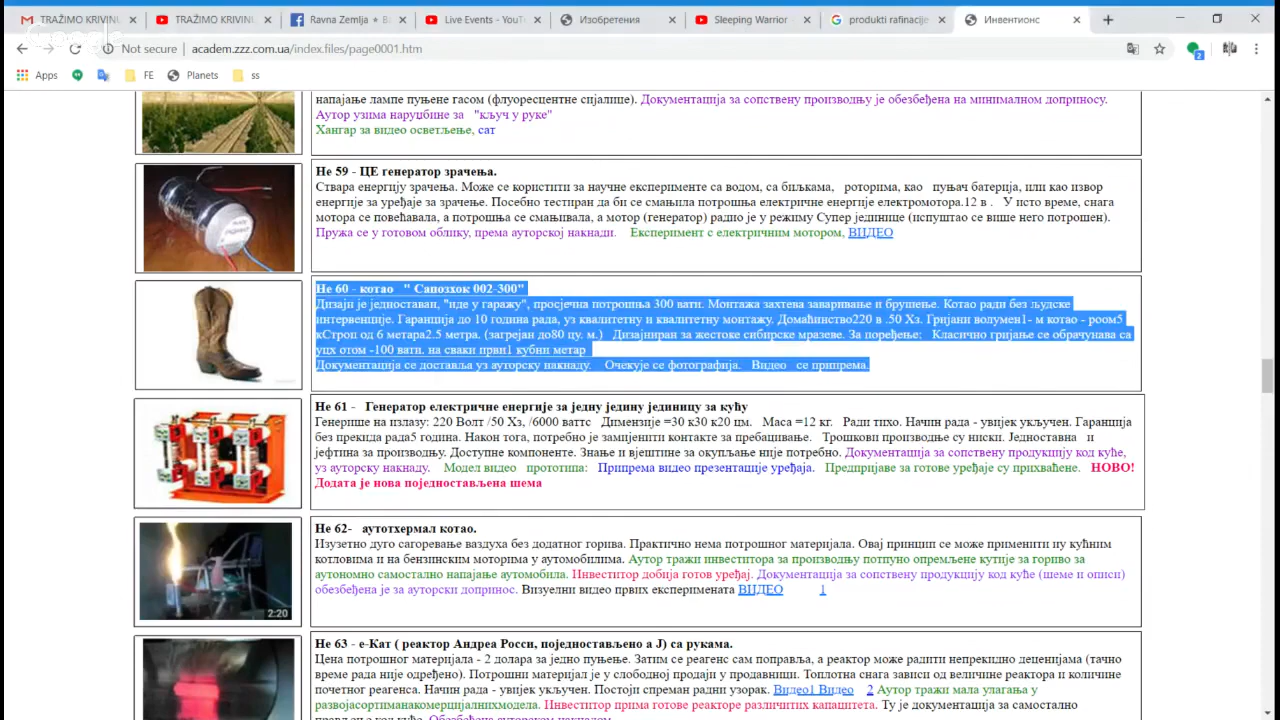 TRAŽIMO KRIVINU
TRAŽIMO KRIVIN
Ravna Zemlja ★ B
Live Events - YouT
Изобретения
Sleeping Warrior -
produkti rafinacije
Инвентионс
Google
Not secure | academ.zzz.com.ua/index.files/page0001.htm
2
Apps FE Planets ss
напајање лампе пуњене гасом (флуоресцентне сијалице). Документација за сопствену производњу је обезбеђена на минималном доприносу.
Аутор узима наруџбине за "кључ у руке"
Хангар за видео осветљење, сат
Не 59 - ЦЕ генератор зрачења.
Ствара енергију зрачења. Може се користити за научне експерименте са водом, са биљкама, роторима, као пуњач батерија, или као извор
енергије за уређаје за зрачење. Посебно тестиран да би се смањила потрошња електричне енергије електромотора.12 в . У исто време, снага
мотора се повећавала, а потрошња се смањивала, а мотор (генератор) радио је у режиму Супер јединице (испуштао се више него потрошен).
Пружа се у готовом облику, према ауторској накнади. Експеримент с електричним мотором, ВИДЕО
Не 60 - котао " Сапозхок 002-300"
Дизајн је једноставан, "иде у гаражу", просјечна потрошња 300 вати. Монтажа захтева заваривање и брушење. Котао ради без људске
интервенције. Гаранција до 10 година рада, уз квалитетну и квалитетну монтажу. Домаћинство220 в .50 Хз. Гријани волумен1- м котао - роом5
кСтроп од 6 метара2.5 метра. (загрејан до80 цу. м.) Дизајниран за жестоке сибирске мразеве. За поређење: Класично гријање се обрачунава са
уцх отом -100 вати. на сваки први1 кубни метар
Документација се доставља уз ауторску накнаду. Очекује се фотографија. Видео се припрема.
Не 61 - Генератор електричне енергије за једну једину јединицу за кућу
Генерише на излазу: 220 Волт /50 Хз, /6000 ваттс Димензије =30 к30 к20 цм. Маса =12 кг. Ради тихо. Начин рада - увијек укључен. Гаранција
без прекида рада5 година. Након тога, потребно је замијенити контакте за пребацивање. Трошкови производње су ниски. Једноставна и
јефтина за производњу. Доступне компоненте. Знање и вјештине за окупљање није потребно. Документација за сопствену продукцију код куће,
уз ауторску накнаду. Модел видео прототипа: Припрема видео презентације уређаја. Предпријаве за готове уређаје су прихваћене. НОВО!
Додата је нова поједностављена шема
Не 62- аутотхермал котао.
Изузетно дуго сагоревање ваздуха без додатног горива. Практично нема потрошног материјала. Овај принцип се може применити иу кућним
котловима и на бензинским моторима у аутомобилима. Аутор тражи инвеститора за производњу потпуно опремљене кутије за гориво за
аутономно самостално напајање аутомобила. Инвеститор добија готов уређај. Документација за сопствену продукцију код куће (шеме и описи)
обезбеђена је за ауторски допринос. Визуелни видео првих експеримената ВИДЕО 1
2:20
Не 63 - е-Кат ( реактор Андреа Росси, поједностављено а Ј) са рукама.
Цена потрошног материјала - 2 долара за једно пуњење. Затим се реагенс сам поправља, а реактор може радити непрекидно деценијама (тачно
време рада није одређено). Потрошни материјал је у слободној продаји у продавници. Топлотна снага зависи од величине реактора и количине
почетног реагенса. Начин рада - увијек укључен. Постоји спреман радни узорак. Видео1 Видео 2 Аутор тражи мала улагања у
развојасортиманакомерцијалнихмодела. Инвеститор прима готове реакторе различитих капацитета. Ту је документација за самостално